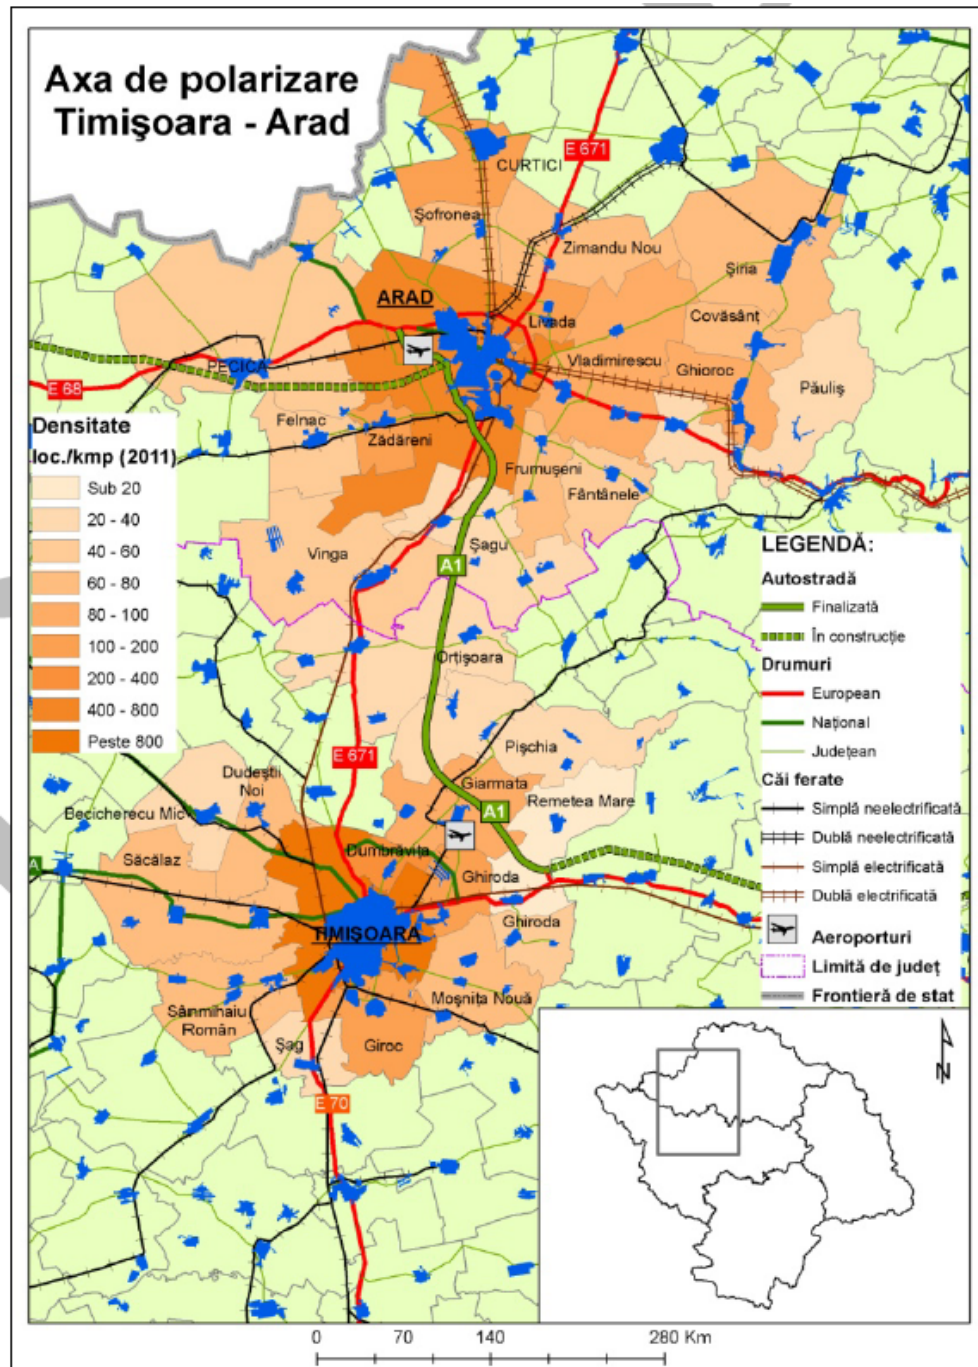 Axa de polarizare
Timişoara - Arad
E 671
CURTICI
Şofronea
Zimandu Nou
Şiria
ARAD
Livada
Covăsânţ
Vladimirescu
Ghioroc
Păuliş
PECICA
E 68
Felnac
Zădăreni
Frumuşeni
Fântânele
Densitate
loc./kmp (2011)
Sub 20
20 - 40
40 - 60
60 - 80
80 - 100
100 - 200
200 - 400
400 - 800
Peste 800
Vinga
Şagu
A1
Orţişoara
E 671
Pişchia
Giarmata
Remetea Mare
A1
Dudeştii
Noi
Becicherecu Mic
Săcălaz
Dumbrăviţa
Ghiroda
Ghiroda
TIMIŞOARA
Moşniţa Nouă
Sânmihaiu
Român
Şag
Giroc
E 70
A
LEGENDĂ:
Autostradă
Finalizată
În construcţie
Drumuri
European
Naţional
Judeţean
Căi ferate
Simplă neelectrificată
Dublă neelectrificată
Simplă electrificată
Dublă electrificată
Aeroporturi
Limită de judeţ
Frontieră de stat
N
0 70 140 280 Km